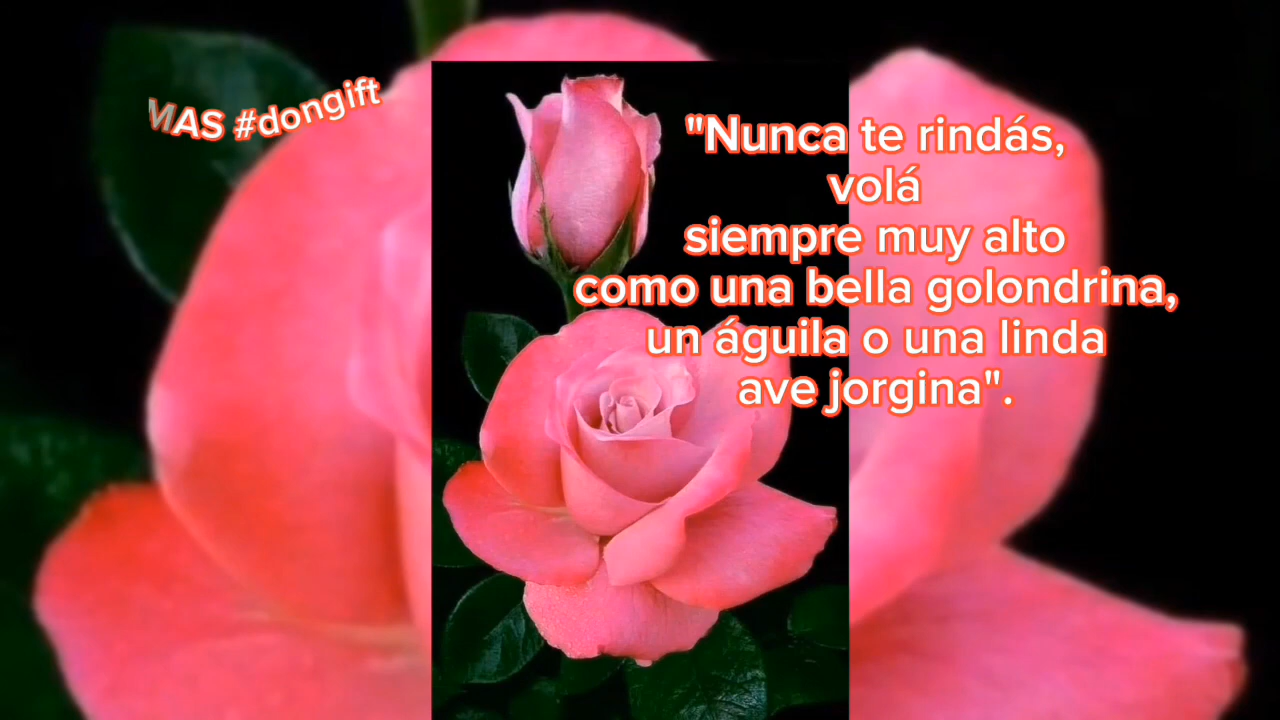 MAS #dongift
"Nunca te rindás,
volá
siempre muy alto
como una bella golondrina,
un águila o una linda
ave jorgina".